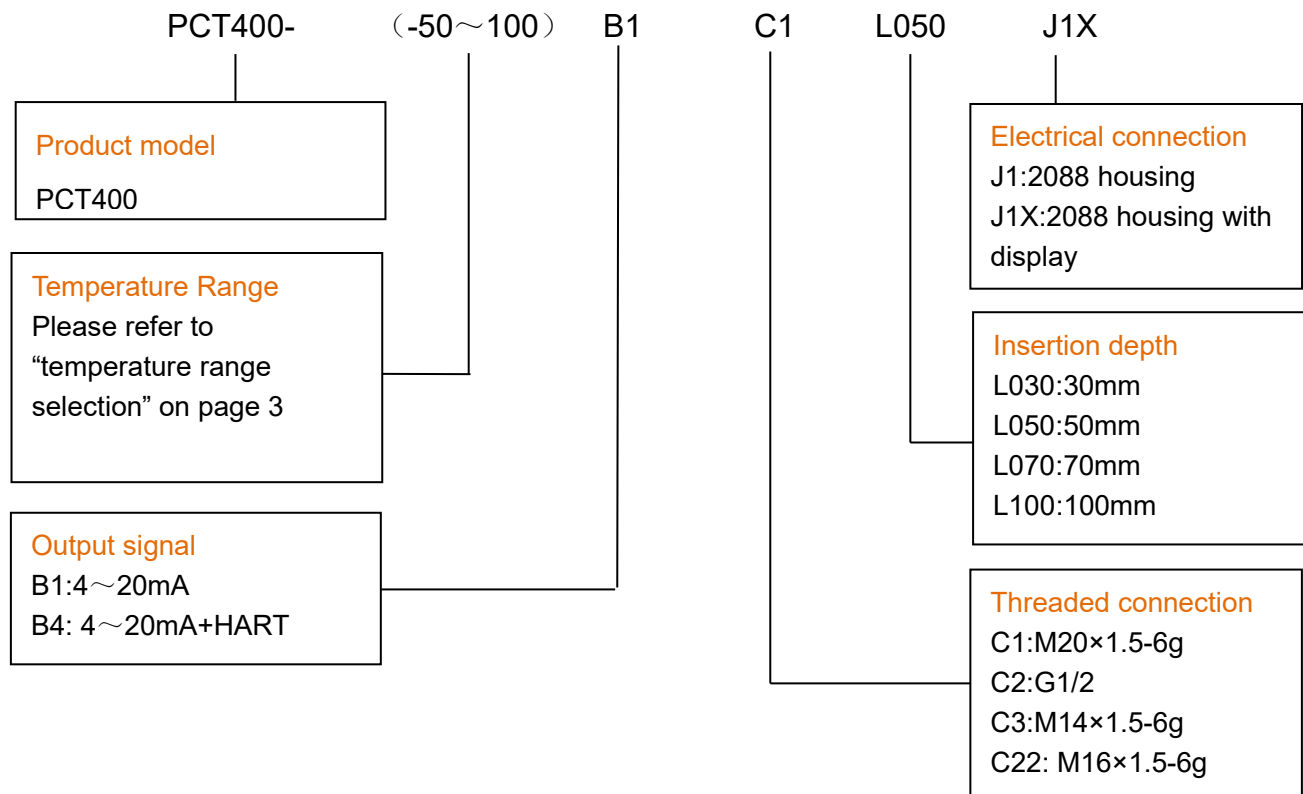 PCT400- （-50～100） B1 C1 L050 J1X
Product model
PCT400
Temperature Range
Please refer to
“temperature range
selection” on page 3
Output signal
B1:4～20mA
B4: 4～20mA+HART
Electrical connection
J1:2088 housing
J1X:2088 housing with
display
Insertion depth
L030:30mm
L050:50mm
L070:70mm
L100:100mm
Threaded connection
C1:M20×1.5-6g
C2:G1/2
C3:M14×1.5-6g
C22: M16×1.5-6g